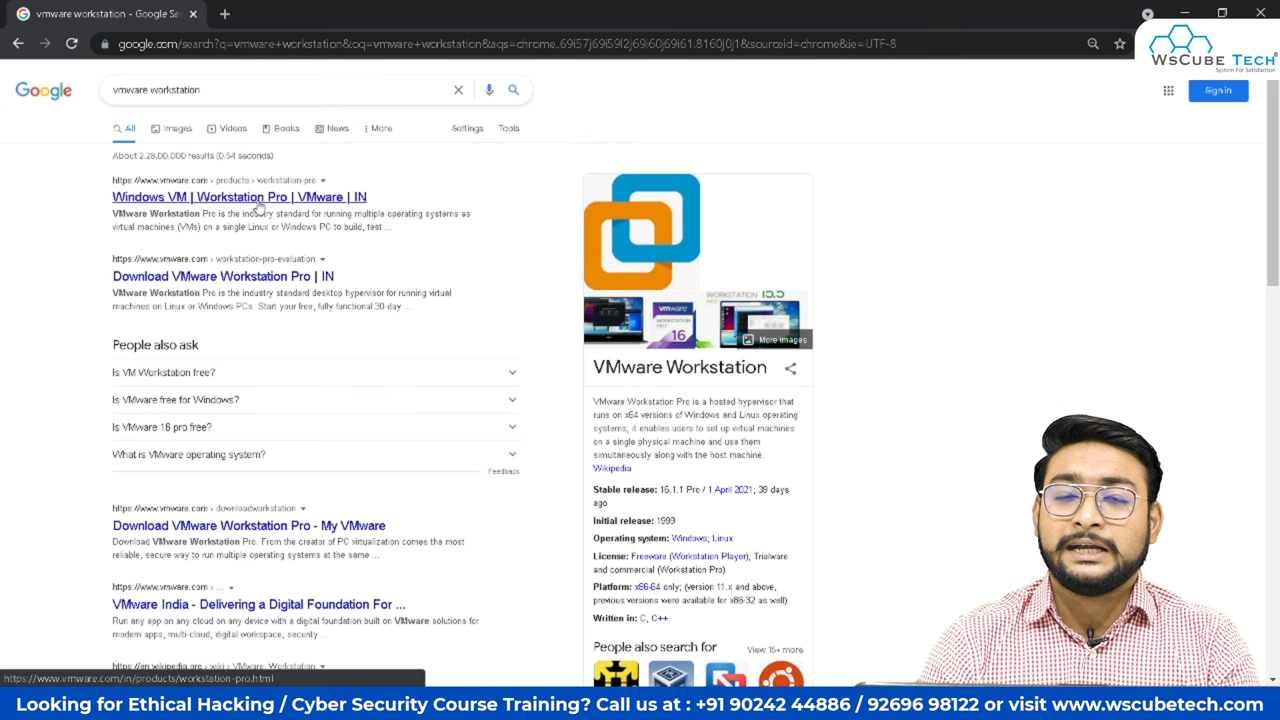 vmware workstation - Google Se
google.com/search?q=vmware+workstation&oq=vmware+workstation&aqs=chrome..69i57j69i59l2j69i60j69i61.8160j0j1&sourceid=chrome&ie=UTF-8
WsCube Tech
System For Satisfaction
Google
vmware workstation
Sign in
All
Images
Videos
Books
News
More
Settings
Tools
About 2,28,00,000 results (0.54 seconds)
https://www.vmware.com › products › workstation-pro
Windows VM | Workstation Pro | VMware | IN
VMware Workstation Pro is the industry standard for running multiple operating systems as
virtual machines (VMs) on a single Linux or Windows PC to build, test ...
https://www.vmware.com › workstation-pro-evaluation
Download VMware Workstation Pro | IN
VMware Workstation Pro is the industry standard desktop hypervisor for running virtual
machines on Linux or Windows PCs. Start your free, fully functional 30-day ...
People also ask
Is VM Workstation free?
Is VMware free for Windows?
Is VMware 16 pro free?
What is VMware operating system?
Feedback
https://www.vmware.com › downloadworkstation
Download VMware Workstation Pro - My VMware
Download VMware Workstation Pro. From the creator of PC virtualization comes the most
reliable, secure way to run multiple operating systems at the same ...
https://www.vmware.com › ...
VMware India - Delivering a Digital Foundation For ...
Run any app on any cloud on any device with a digital foundation built on VMware solutions for
modern apps, multi-cloud, digital workspace, security ...
https://en.wikipedia.org › wiki › VMware_Workstation
https://www.vmware.com/in/products/workstation-pro.html
WORKSTATION 15.5
vmware
WORKSTATION
PRO
16
More images
VMware Workstation
VMware Workstation Pro is a hosted hypervisor that
runs on x64 versions of Windows and Linux operating
systems; it enables users to set up virtual machines
on a single physical machine and use them
simultaneously along with the host machine.
Wikipedia
Stable release: 16.1.1 Pro / 1 April 2021; 39 days
ago
Initial release: 1999
Operating system: Windows; Linux
License: Freeware (Workstation Player); Trialware
and commercial (Workstation Pro)
Platform: x86-64 only; (version 11.x and above,
previous versions were available for x86-32 as well)
Written in: C, C++
People also search for
View 15+ more
Looking for Ethical Hacking / Cyber Security Course Training? Call us at : +91 90242 44886 / 92696 98122 or visit www.wscubetech.com